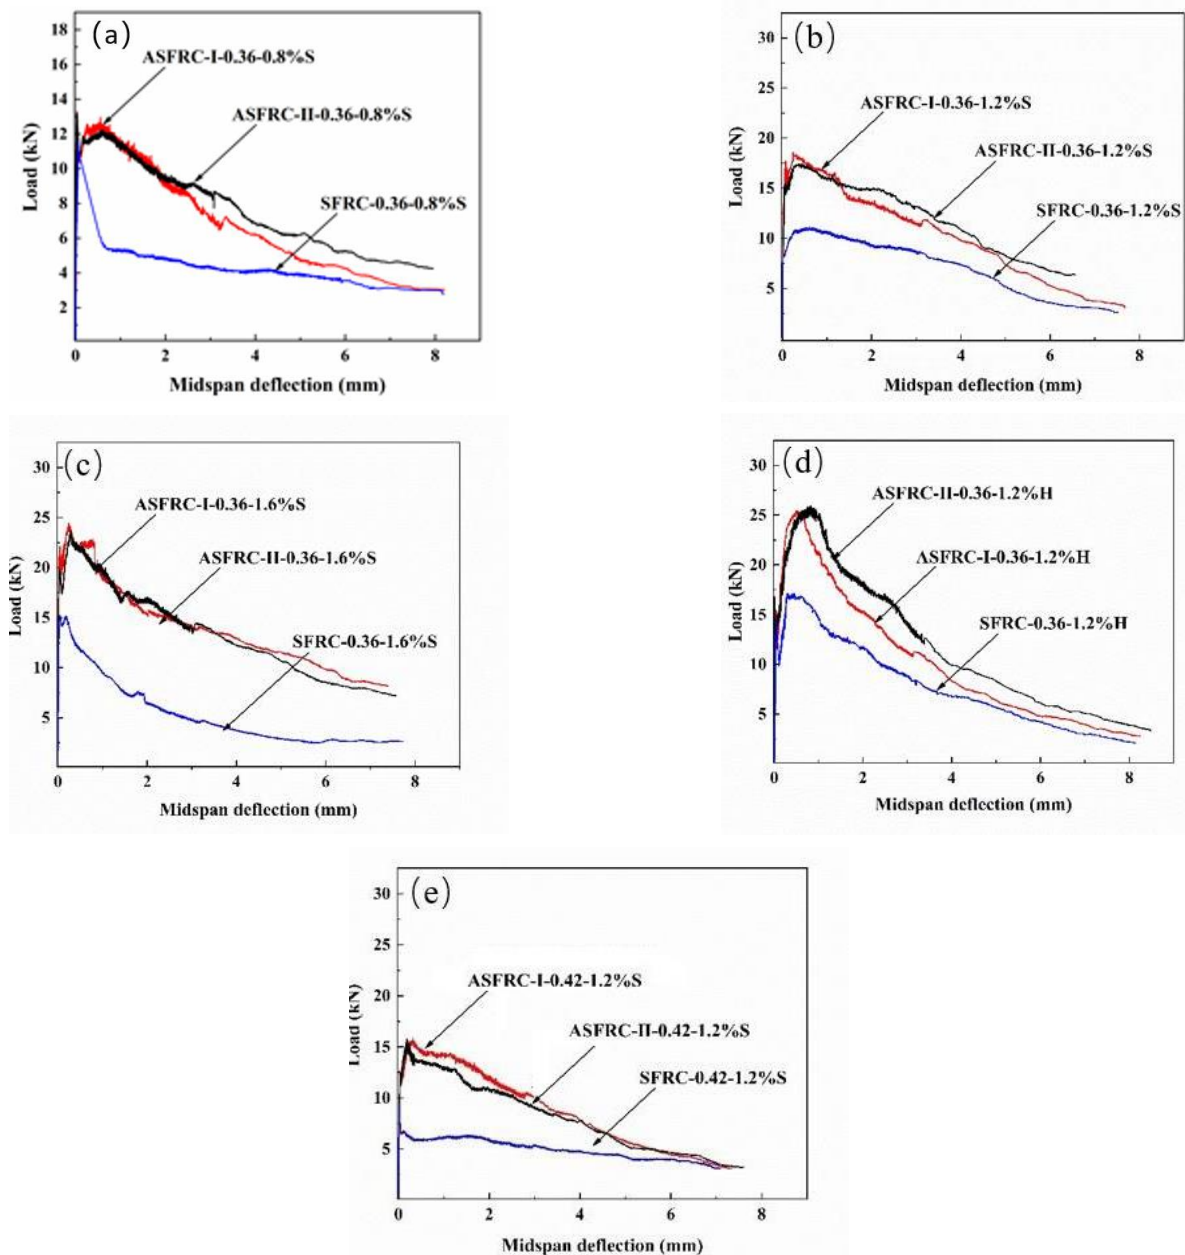 (a)
18
16
14
12
10
8
6
4
2
0 2 4 6 8
Load (kN)
Midspan deflection (mm)
ASFRC-I-0.36-0.8%S
ASFRC-II-0.36-0.8%S
SFRC-0.36-0.8%S
(b)
30
25
20
15
10
5
0 2 4 6 8
Load (kN)
Midspan deflection (mm)
ASFRC-I-0.36-1.2%S
ASFRC-II-0.36-1.2%S
SFRC-0.36-1.2%S
(c)
30
25
20
15
10
5
0 2 4 6 8
Load (kN)
Midspan deflection (mm)
ASFRC-I-0.36-1.6%S
ASFRC-II-0.36-1.6%S
SFRC-0.36-1.6%S
(d)
30
25
20
15
10
5
0 2 4 6 8
Load (kN)
Midspan deflection (mm)
ASFRC-II-0.36-1.2%H
ASFRC-I-0.36-1.2%H
SFRC-0.36-1.2%H
(e)
30
25
20
15
10
5
0 2 4 6 8
Load (kN)
Midspan deflection (mm)
ASFRC-I-0.42-1.2%S
ASFRC-II-0.42-1.2%S
SFRC-0.42-1.2%S